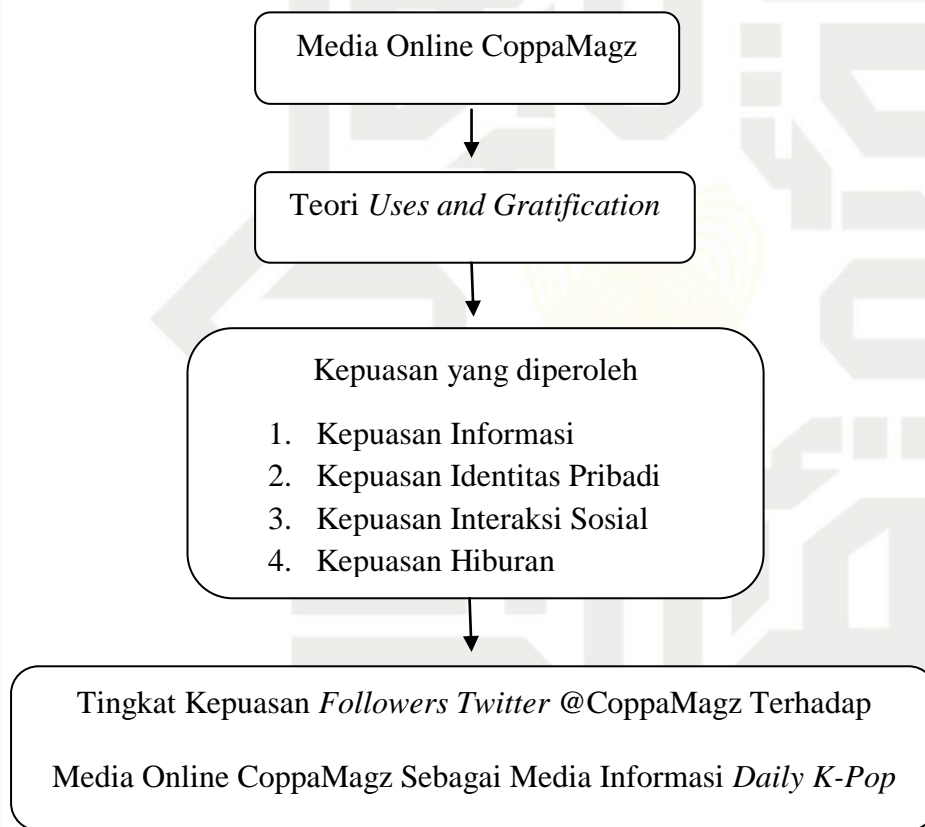 Media Online CoppaMagz
Teori Uses and Gratification
Kepuasan yang diperoleh
1. Kepuasan Informasi
2. Kepuasan Identitas Pribadi
3. Kepuasan Interaksi Sosial
4. Kepuasan Hiburan
Tingkat Kepuasan Followers Twitter @CoppaMagz Terhadap
Media Online CoppaMagz Sebagai Media Informasi Daily K-Pop